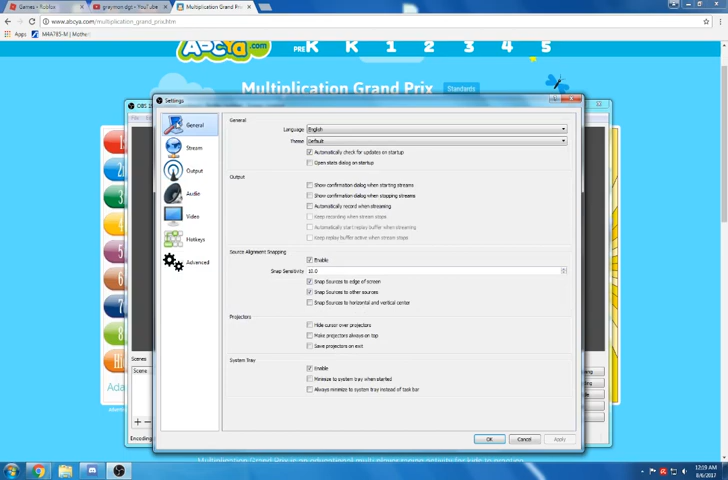 Games - Roblox
graymon dgt - YouTube
Multiplication Grand Prix
www.abcya.com/multiplication_grand_prix.htm
Apps
M4A785-M | Mother
ABCya.com
PRE K K 1 2 3 4 5
Multiplication Grand Prix
Standards
Settings
General
Stream
Output
Audio
Video
Hotkeys
Advanced
General
Language English
Theme Default
Automatically check for updates on startup
Open stats dialog on startup
Output
Show confirmation dialog when starting streams
Show confirmation dialog when stopping streams
Automatically record when streaming
Keep recording when stream stops
Automatically start replay buffer when streaming
Keep replay buffer active when stream stops
Source Alignment Snapping
Enable
Snap Sensitivity 10.0
Snap Sources to edge of screen
Snap Sources to other sources
Snap Sources to horizontal and vertical center
Projectors
Hide cursor over projectors
Make projectors always on top
Save projectors on exit
System Tray
Enable
Minimize to system tray when started
Always minimize to system tray instead of task bar
OK
Cancel
Apply
Scenes
Scene
Encoding
12:19 AM
8/6/2017